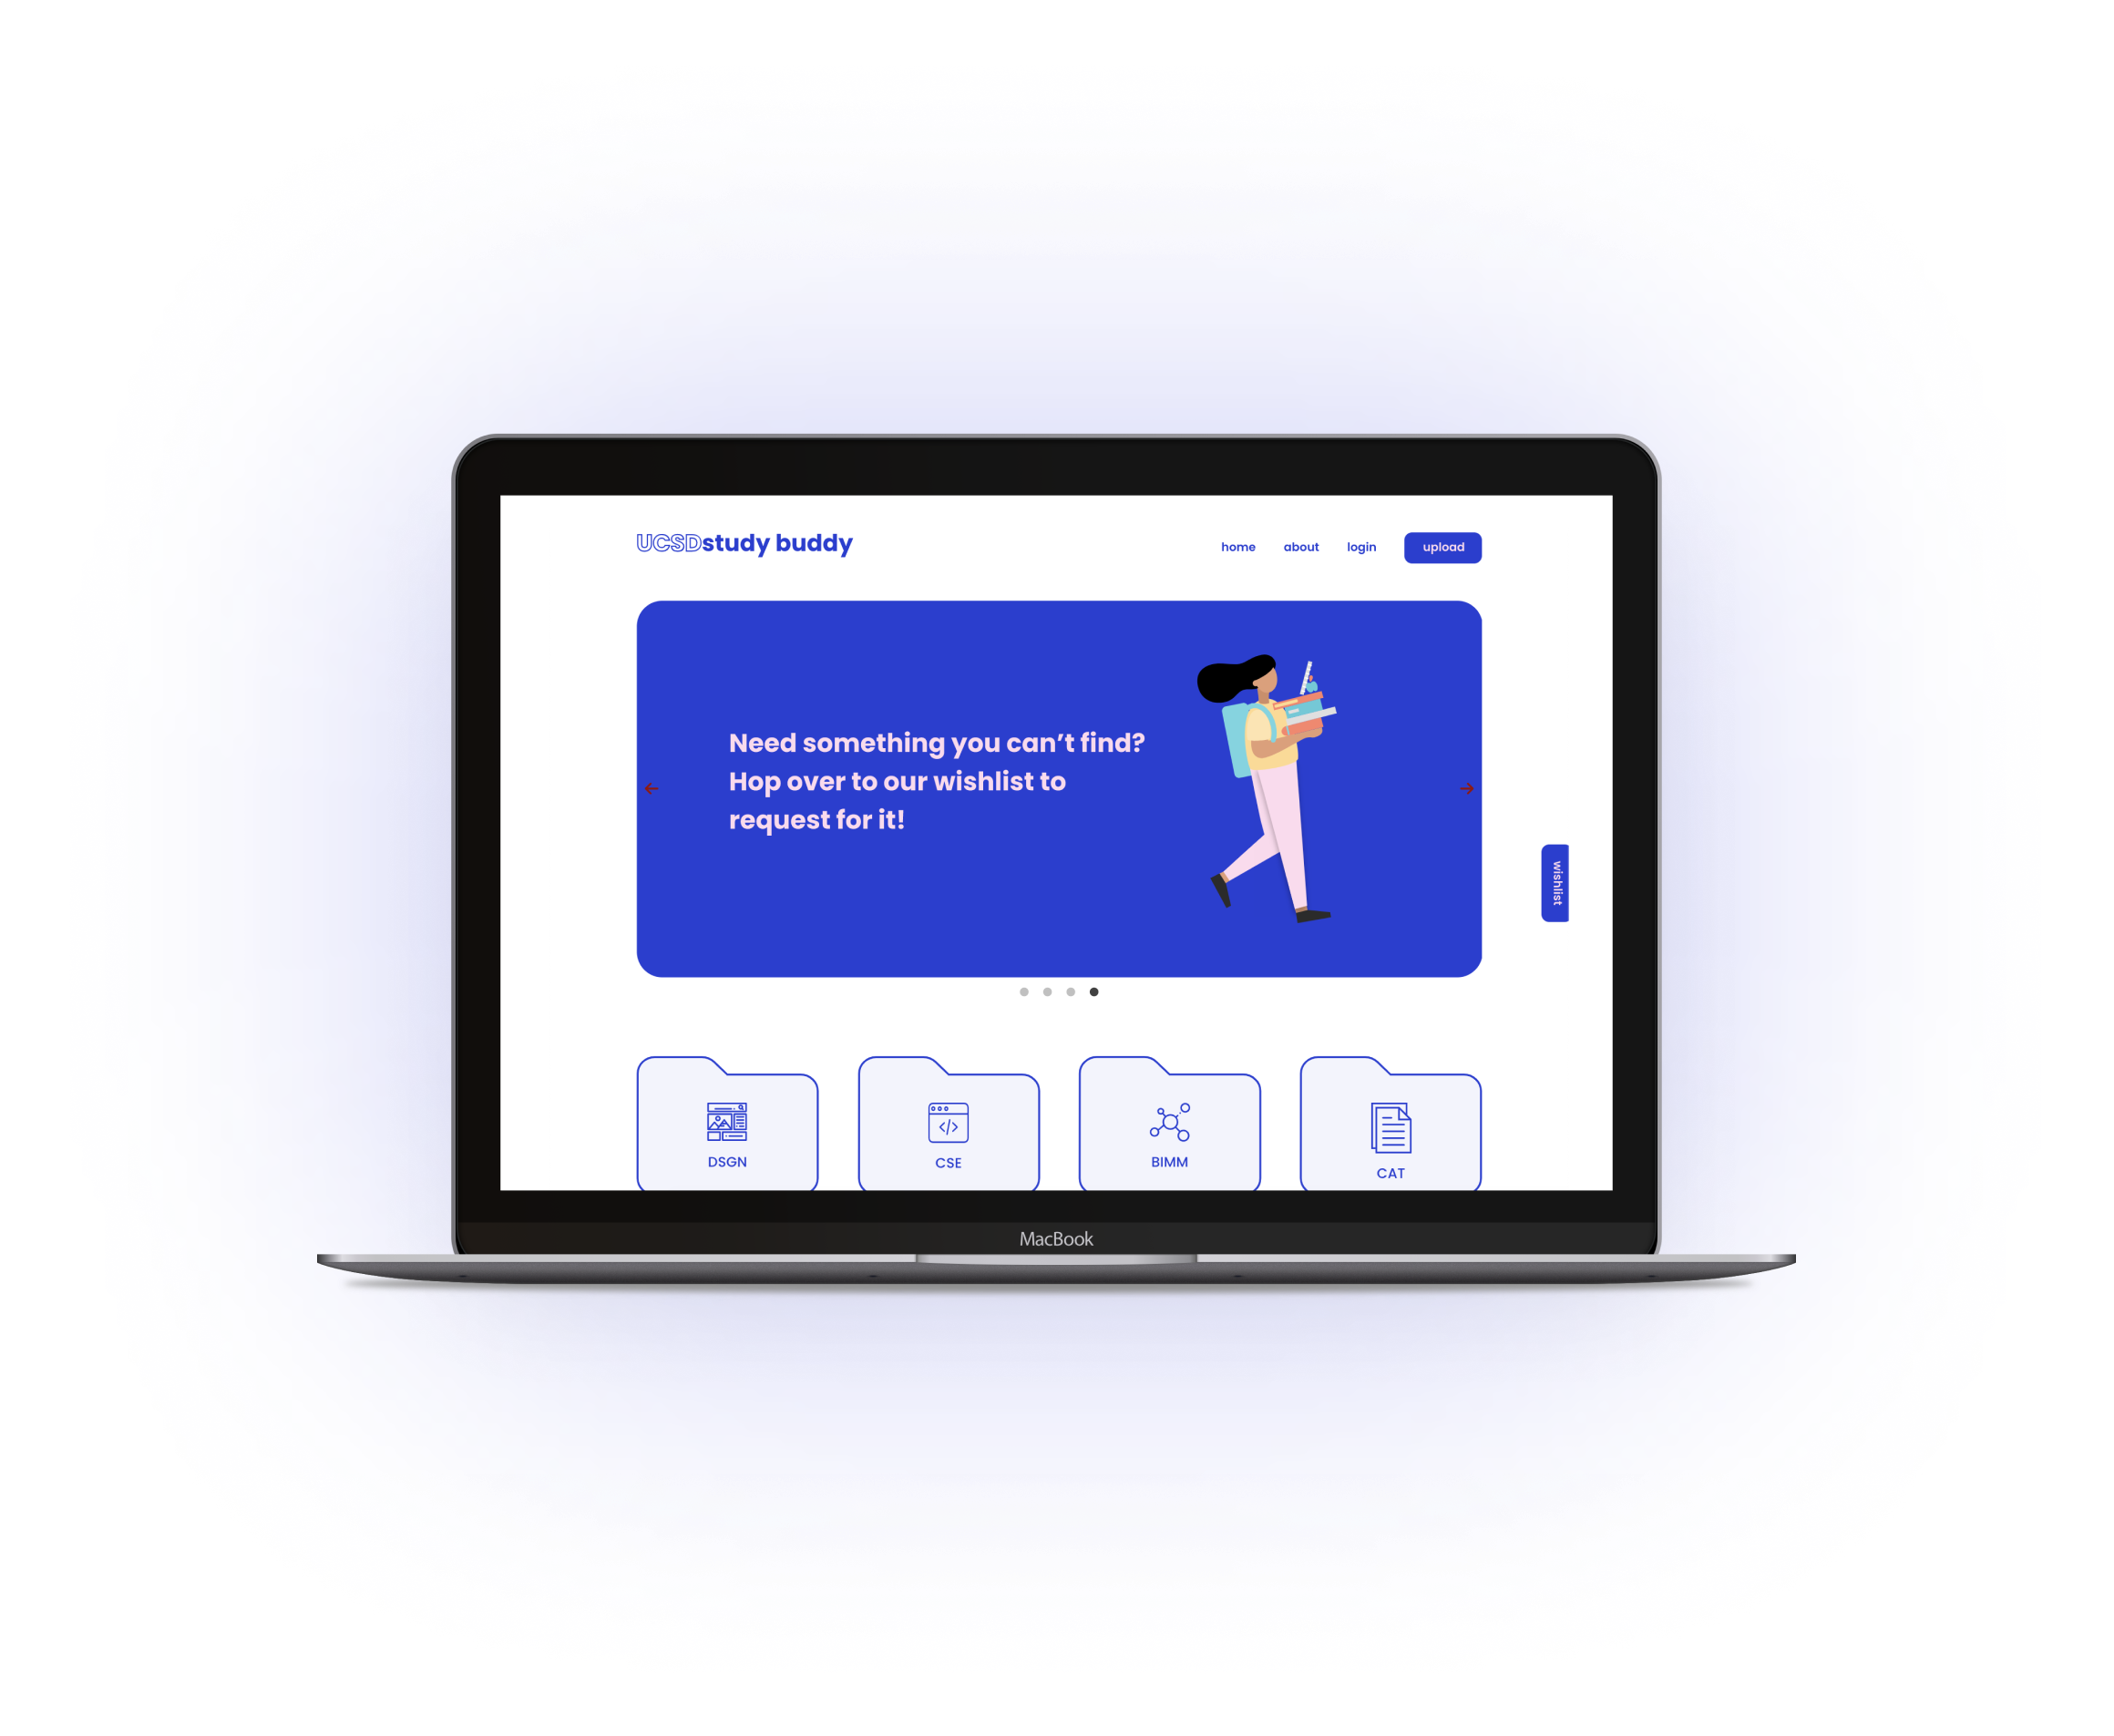 UCSDstudy buddy
home about login upload
Need something you can’t find?
Hop over to our wishlist to
request for it!
wishlist
DSGN
CSE
BIMM
CAT
MacBook